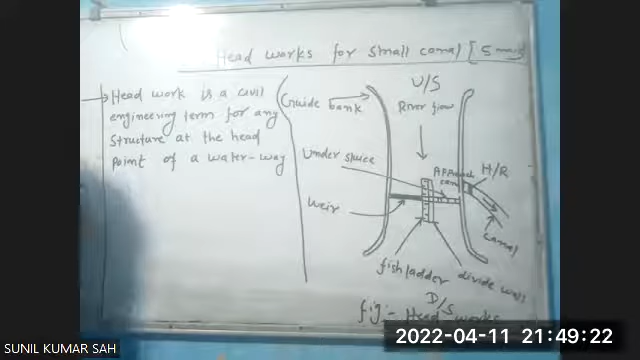 Head works for small canal [5 marks]
→ Head work is a civil
engineering term for any
structure at the head
point of a water-way
U/S
Guide bank
River flow
Under sluice
Approach
H/R
Weir
canal
fish ladder
divide wall
D/S
fig:- Head works
2022-04-11 21:49:22
SUNIL KUMAR SAH